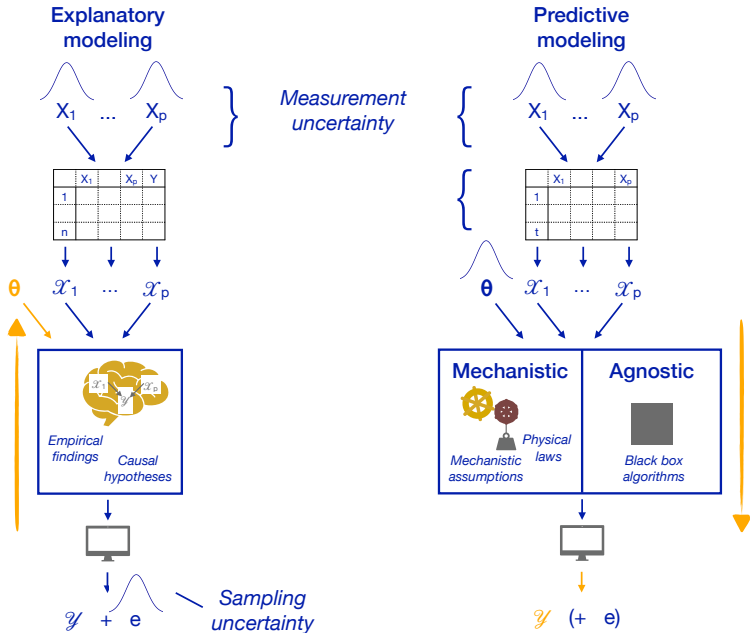 Explanatory
modeling
Predictive
modeling
X1 ... Xp
Measurement
uncertainty
X1 ... Xp
X1 Xp Y
1
n
X1 Xp
1
t
θ 𝒳1 ... 𝒳p
θ 𝒳1 ... 𝒳p
𝒳1 𝒳p
𝒴
Empirical
findings
Causal
hypotheses
Mechanistic
Agnostic
Physical
laws
Mechanistic
assumptions
Black box
algorithms
𝒴 + e
Sampling
uncertainty
𝒴 (+ e)